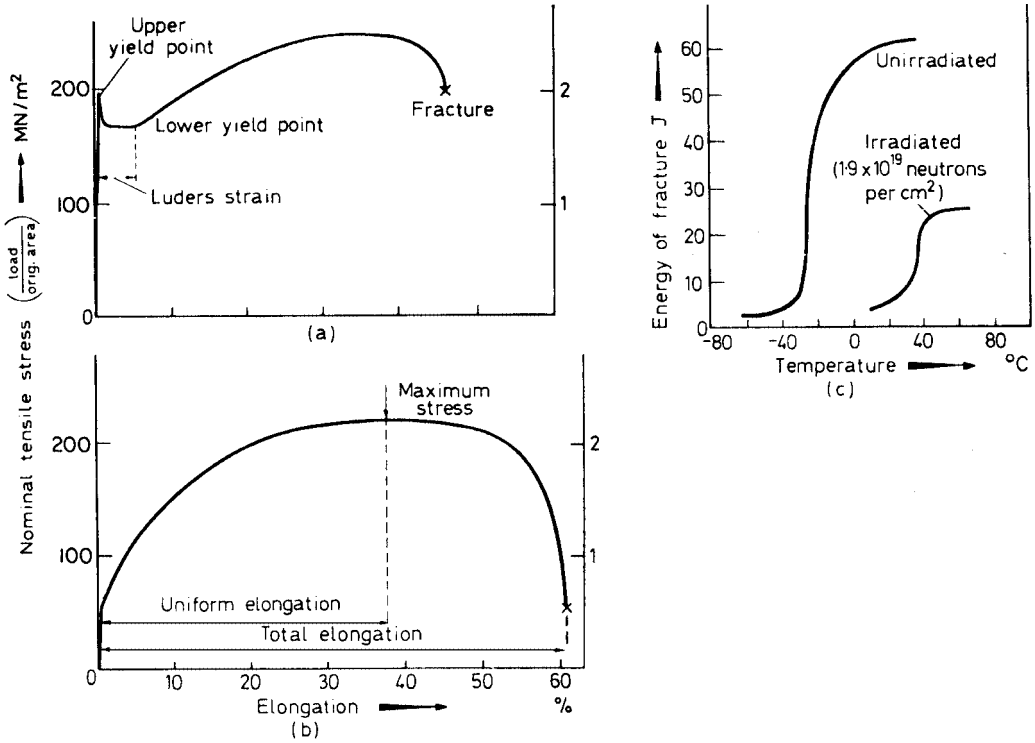 Nominal tensile stress (load/orig. area) MN/m²
Upper
yield point
200
100
0
Lower yield point
Luders strain
Fracture
2
1
(a)
Maximum
stress
200
100
2
1
Uniform elongation
Total elongation
0 10 20 30 40 50 60
Elongation %
(b)
Energy of fracture J
60
50
40
30
20
10
0
Unirradiated
Irradiated
(1·9 x 10¹⁹ neutrons
per cm²)
-80 -40 0 40 80
Temperature °C
(c)